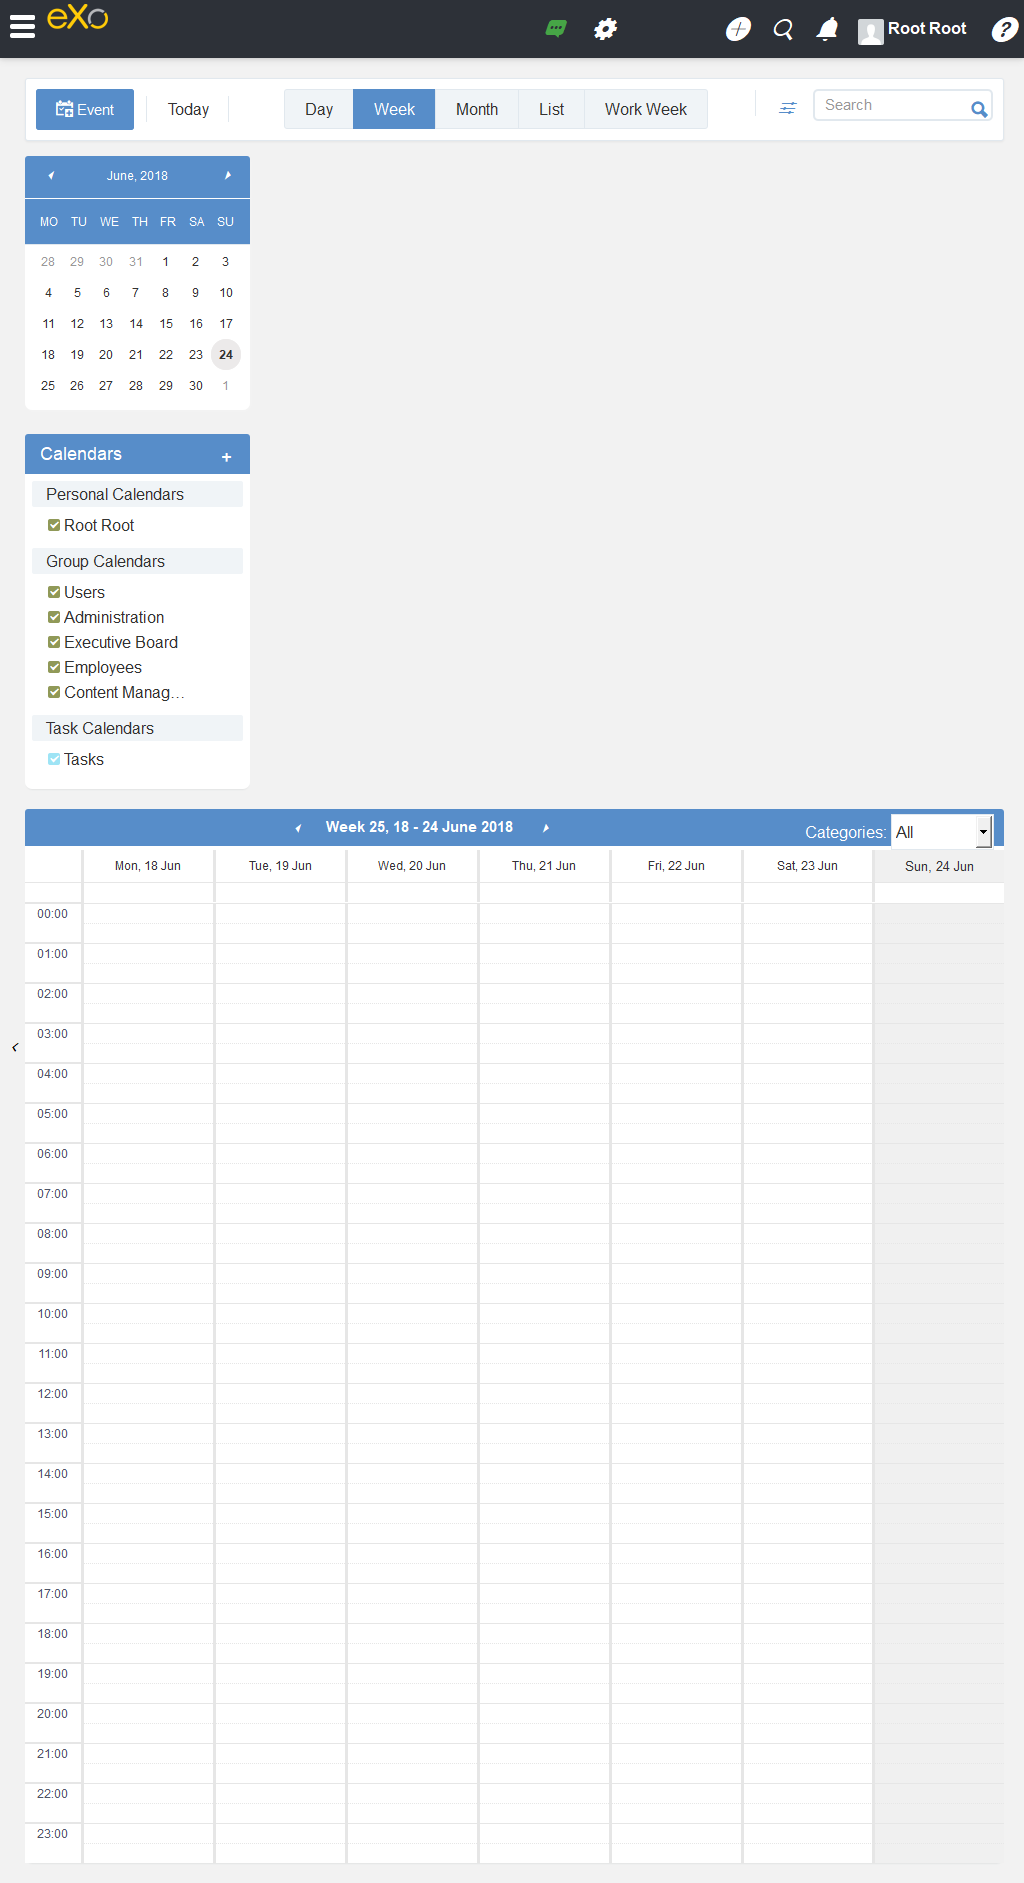 eXo
Root Root
?
Event
Today
Day
Week
Month
List
Work Week
Search
June, 2018
MO TU WE TH FR SA SU
28 29 30 31 1 2 3
4 5 6 7 8 9 10
11 12 13 14 15 16 17
18 19 20 21 22 23 24
25 26 27 28 29 30 1
Calendars +
Personal Calendars
Root Root
Group Calendars
Users
Administration
Executive Board
Employees
Content Manag...
Task Calendars
Tasks
Week 25, 18 - 24 June 2018
Categories: All
Mon, 18 Jun
Tue, 19 Jun
Wed, 20 Jun
Thu, 21 Jun
Fri, 22 Jun
Sat, 23 Jun
Sun, 24 Jun
00:00
01:00
02:00
03:00
04:00
05:00
06:00
07:00
08:00
09:00
10:00
11:00
12:00
13:00
14:00
15:00
16:00
17:00
18:00
19:00
20:00
21:00
22:00
23:00